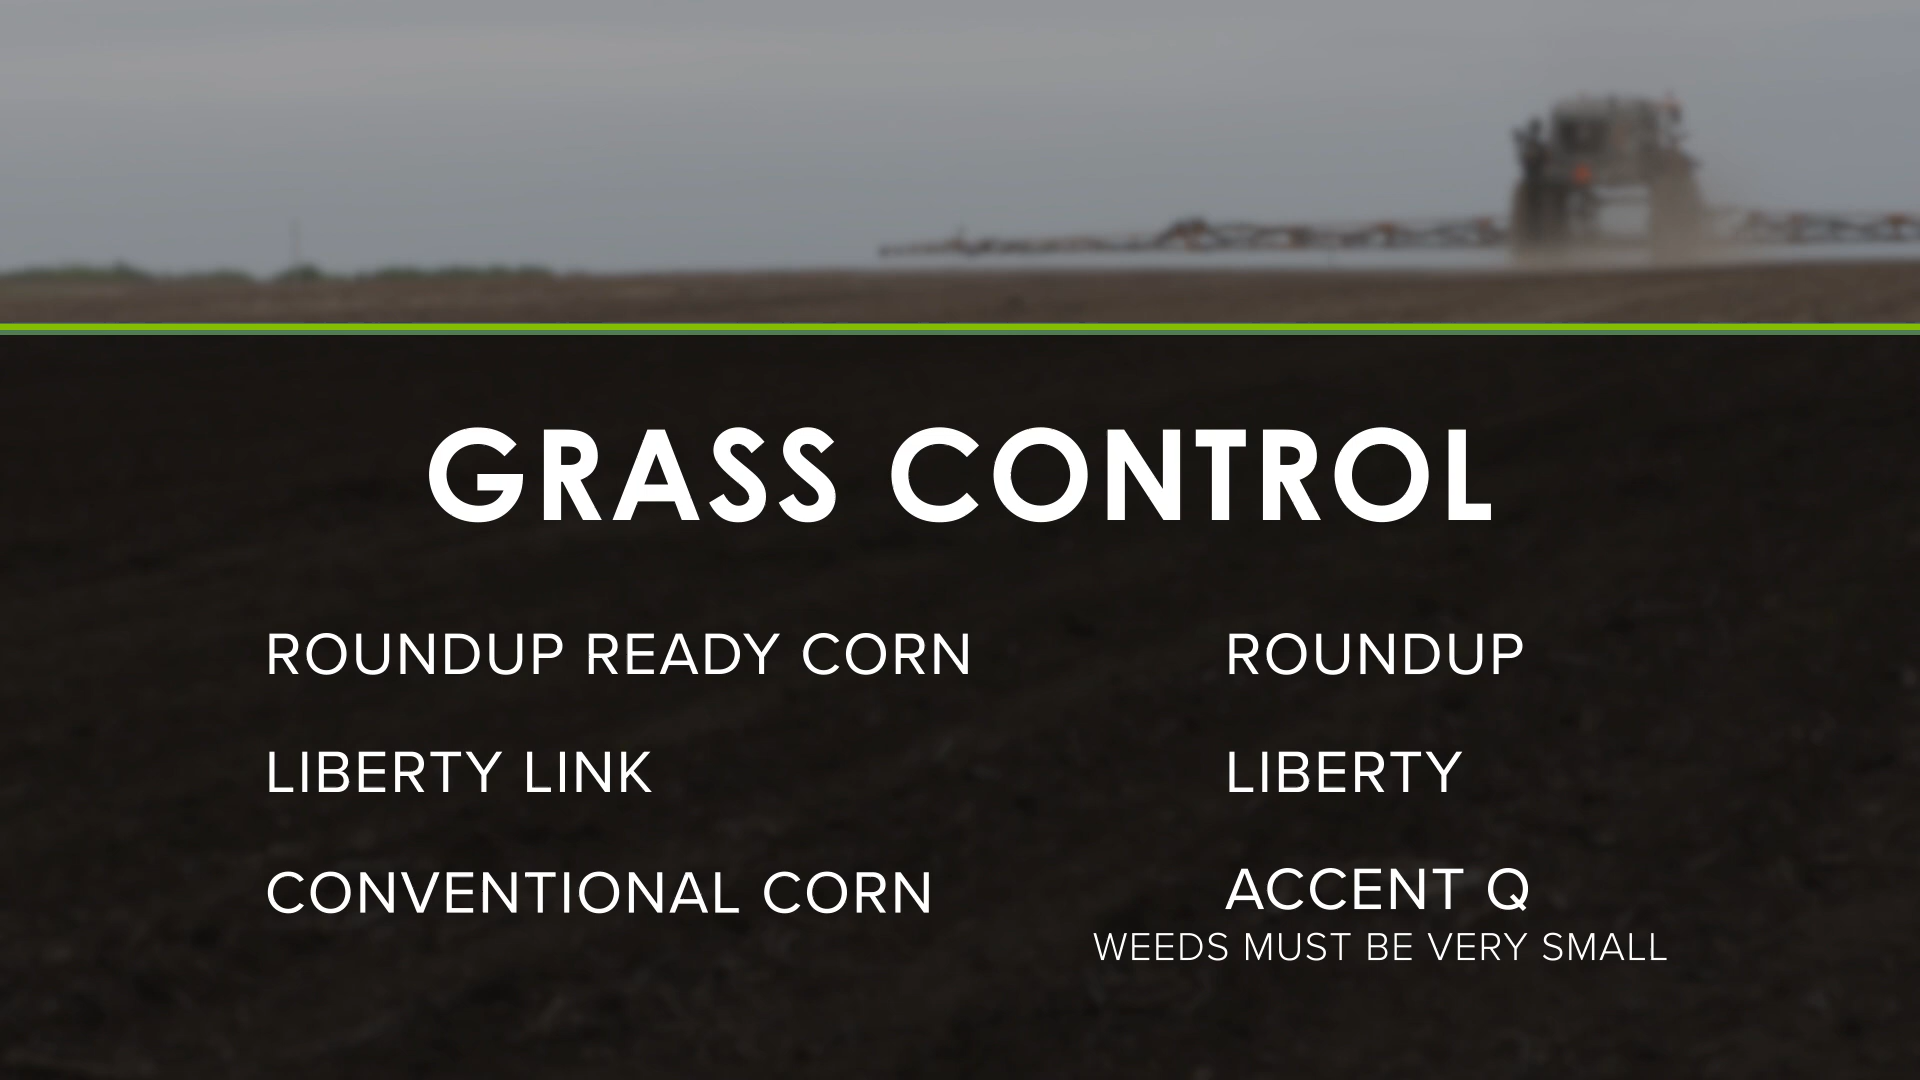 GRASS CONTROL
ROUNDUP READY CORN ROUNDUP
LIBERTY LINK LIBERTY
CONVENTIONAL CORN ACCENT Q
WEEDS MUST BE VERY SMALL